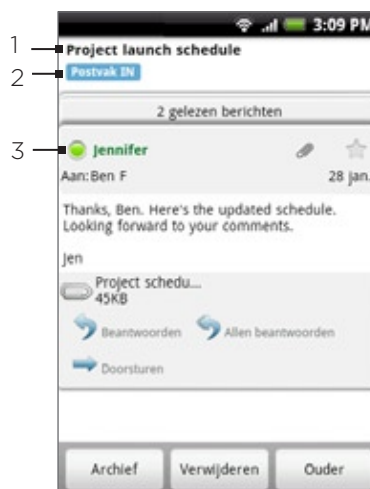 3:09 PM
1 Project launch schedule
2 Postvak IN
2 gelezen berichten
3 Jennifer
Aan: Ben F 28 jan.
Thanks, Ben. Here's the updated schedule.
Looking forward to your comments.
Jen
Project schedu...
45KB
Beantwoorden Allen beantwoorden
Doorsturen
Archief Verwijderen Ouder